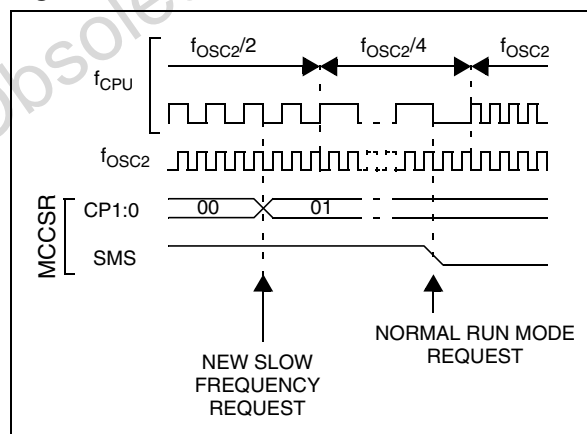 obsole
fOSC2/2
fOSC2/4
fOSC2
fCPU
fOSC2
MCCSR
CP1:0
00
01
SMS
NEW SLOW
FREQUENCY
REQUEST
NORMAL RUN MODE
REQUEST